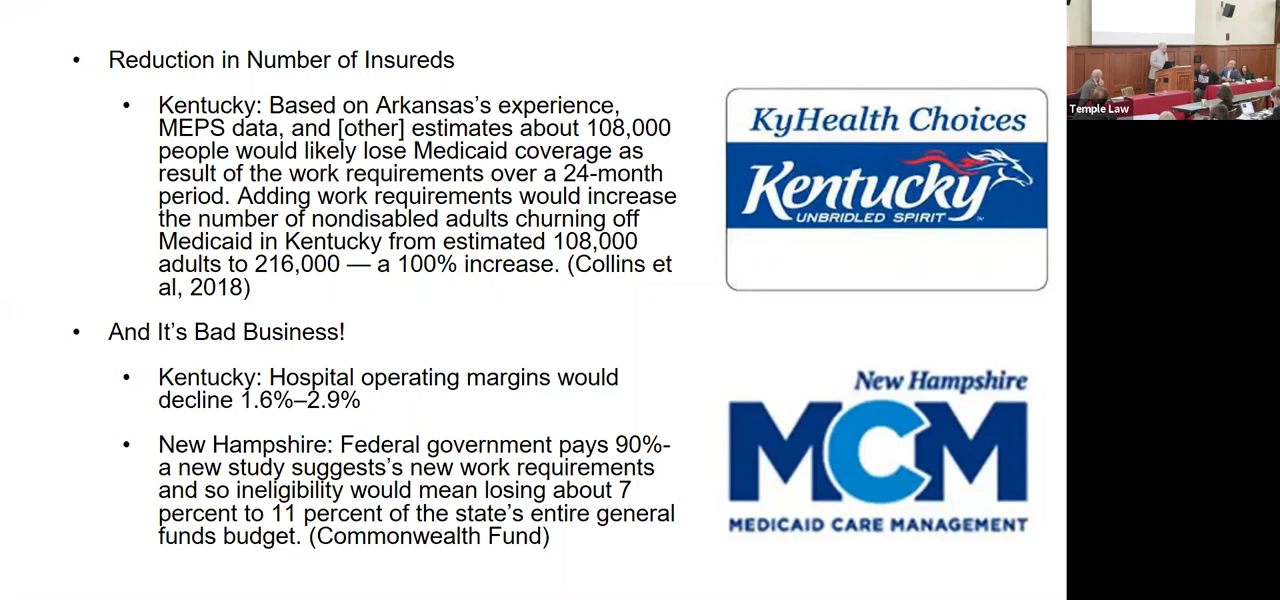 • Reduction in Number of Insureds
• Kentucky: Based on Arkansas’s experience,
MEPS data, and [other] estimates about 108,000
people would likely lose Medicaid coverage as
result of the work requirements over a 24-month
period. Adding work requirements would increase
the number of nondisabled adults churning off
Medicaid in Kentucky from estimated 108,000
adults to 216,000 — a 100% increase. (Collins et
al, 2018)
• And It’s Bad Business!
• Kentucky: Hospital operating margins would
decline 1.6%–2.9%
• New Hampshire: Federal government pays 90%-
a new study suggests’s new work requirements
and so ineligibility would mean losing about 7
percent to 11 percent of the state’s entire general
funds budget. (Commonwealth Fund)
KyHealth Choices
Kentucky
UNBRIDLED SPIRIT™
New Hampshire
MCM
MEDICAID CARE MANAGEMENT
Temple Law